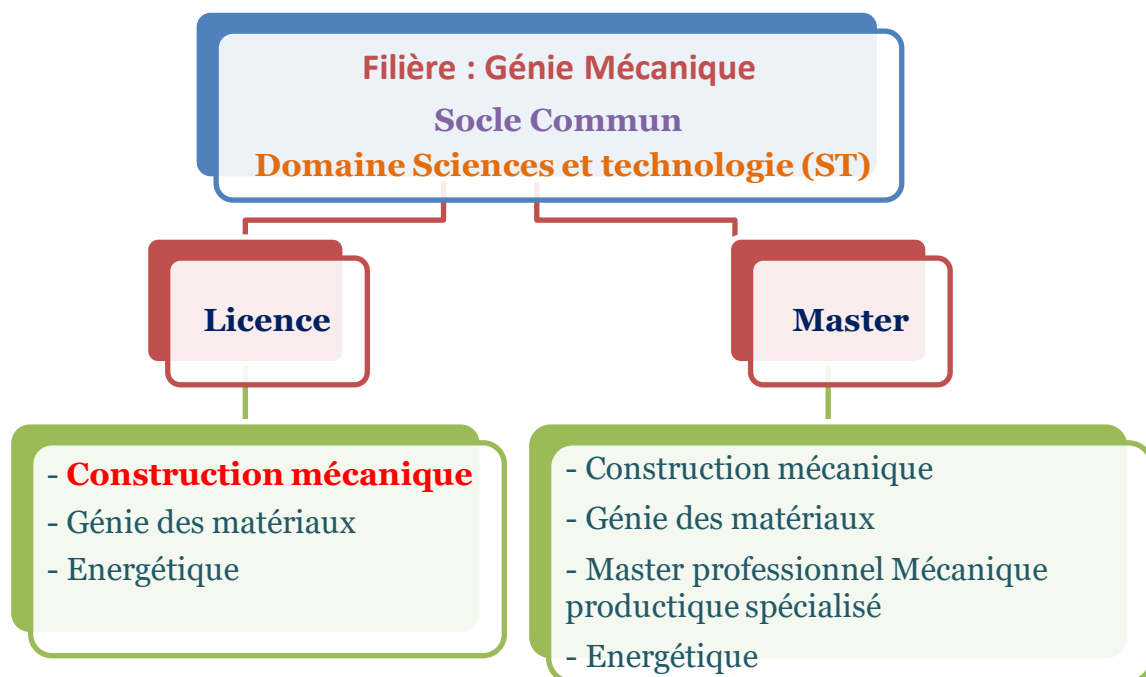 Filière : Génie Mécanique
Socle Commun
Domaine Sciences et technologie (ST)
Licence
Master
- Construction mécanique
- Génie des matériaux
- Energétique
- Construction mécanique
- Génie des matériaux
- Master professionnel Mécanique
productique spécialisé
- Energétique